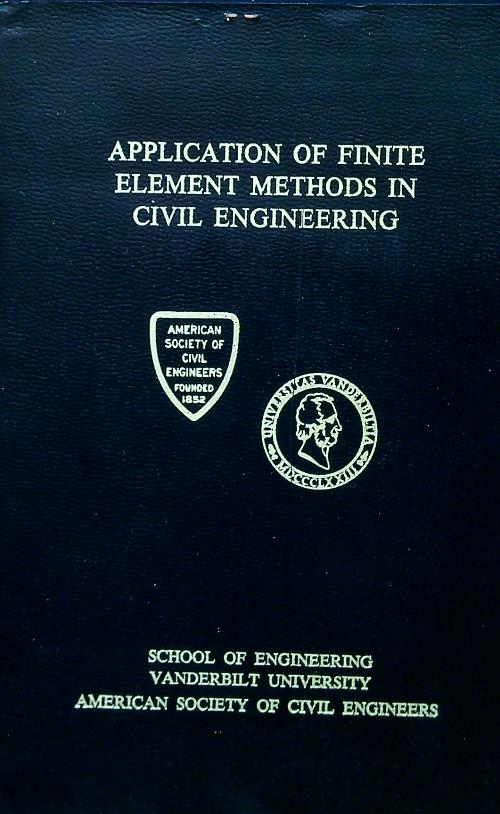 APPLICATION OF FINITE
ELEMENT METHODS IN
CIVIL ENGINEERING
AMERICAN
SOCIETY OF
CIVIL
ENGINEERS
FOUNDED
1852
UNIVERSITAS VANDERBILTIA
MDCCCLXXIII
SCHOOL OF ENGINEERING
VANDERBILT UNIVERSITY
AMERICAN SOCIETY OF CIVIL ENGINEERS